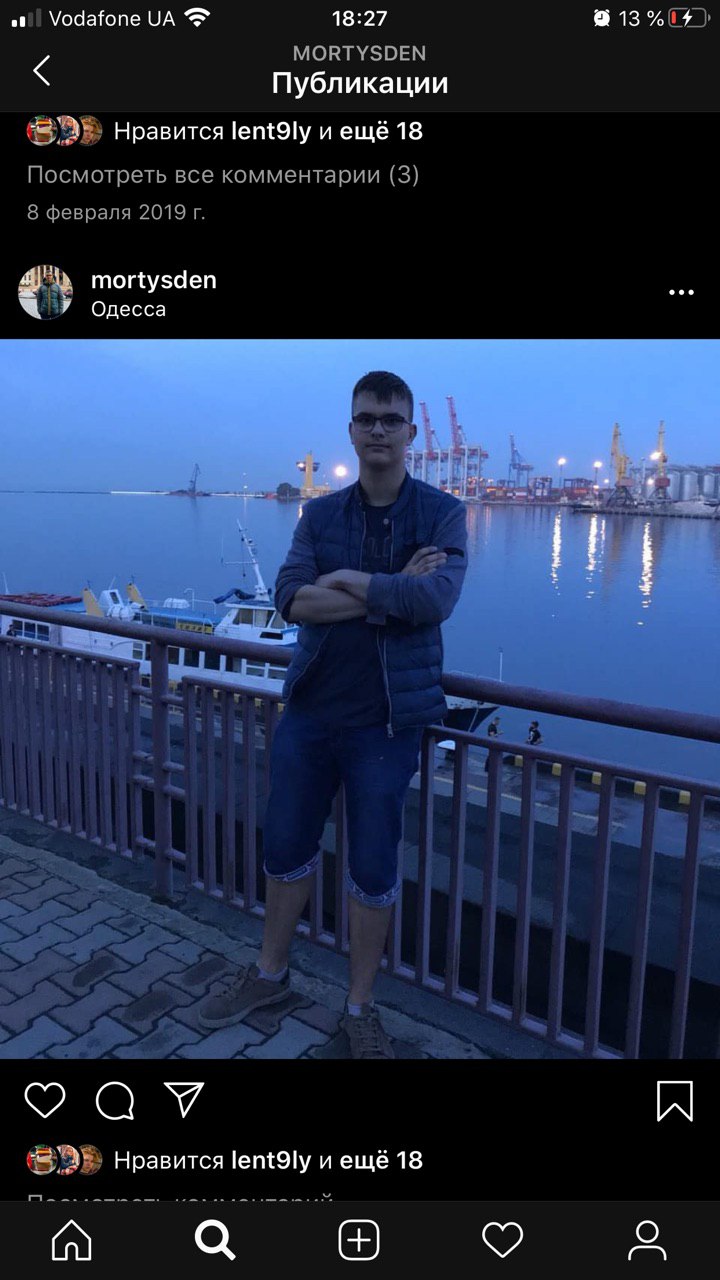 Vodafone UA 18:27 13 %
MORTYSDEN
Публикации
Нравится lent9ly и ещё 18
Посмотреть все комментарии (3)
8 февраля 2019 г.
mortysden
Одесса
Нравится lent9ly и ещё 18